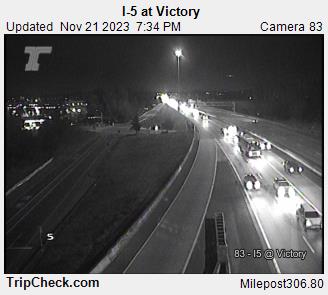 I-5 at Victory
Updated Nov 21 2023 7:34 PM Camera 83
T
S
83 - I5 @ Victory
TripCheck.com Milepost306.80